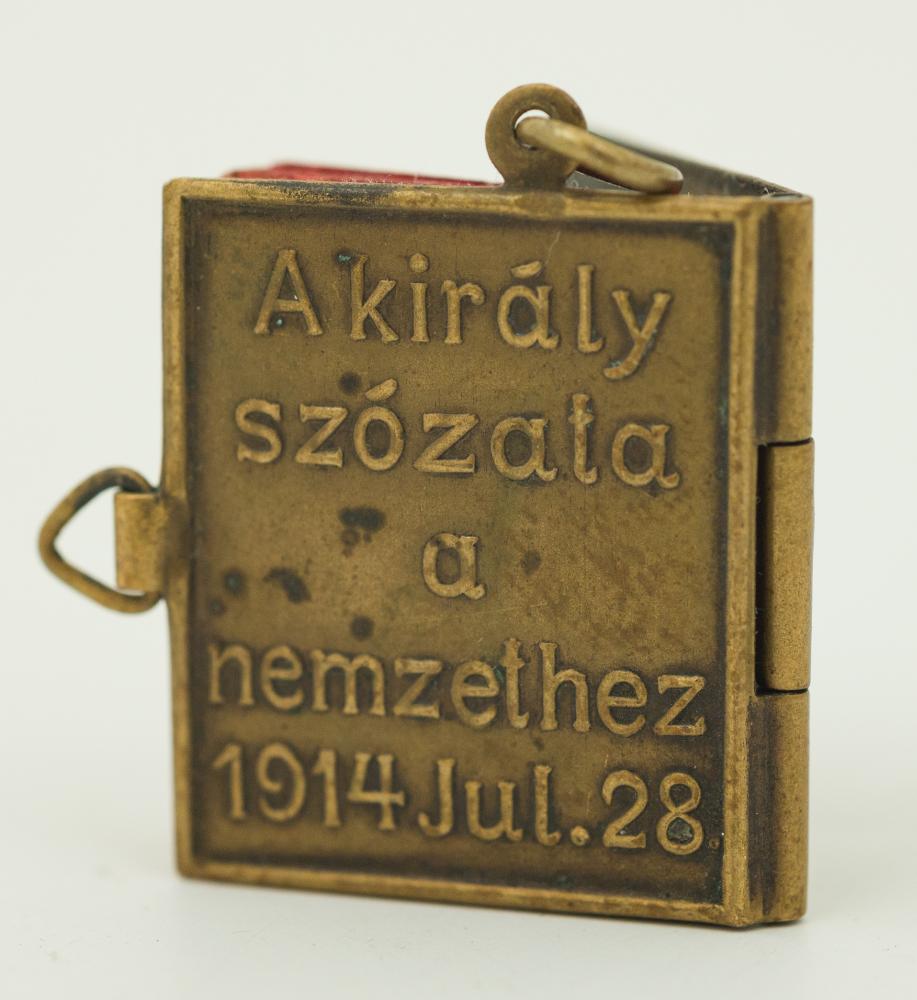 A király
szózata
a
nemzethez
1914 Jul. 28.